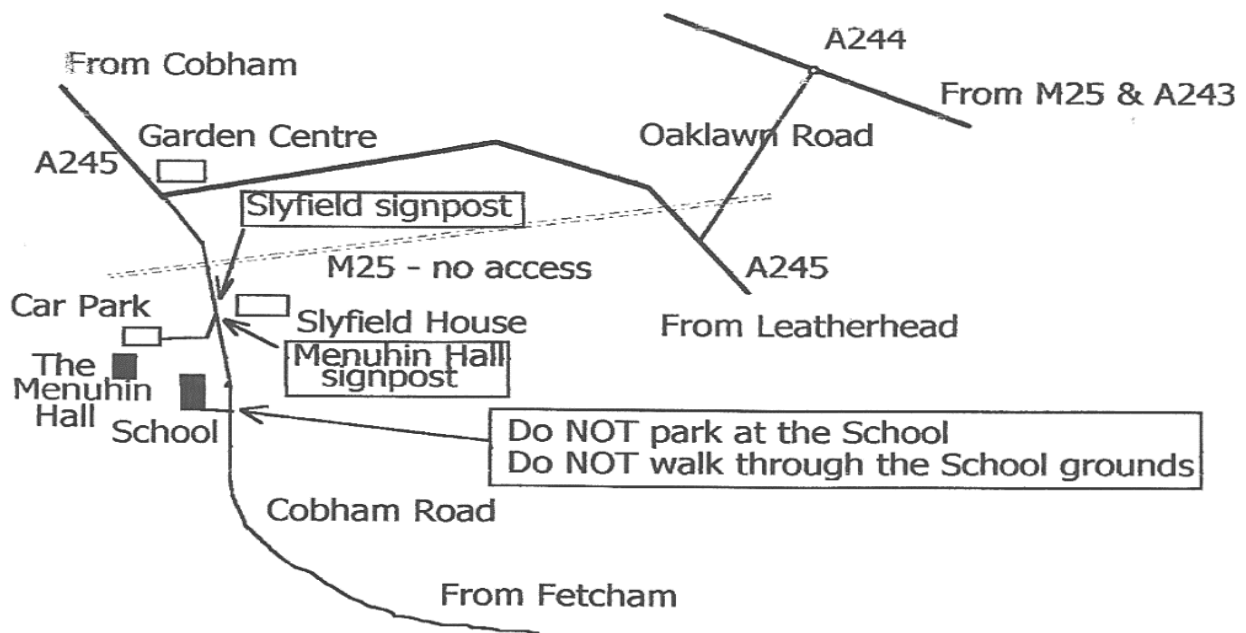 A244
From Cobham
From M25 & A243
Garden Centre
Oaklawn Road
A245
Slyfield signpost
M25 - no access
A245
Car Park
Slyfield House
From Leatherhead
The
Menuhin
Hall
Menuhin Hall
signpost
School
Do NOT park at the School
Do NOT walk through the School grounds
Cobham Road
From Fetcham